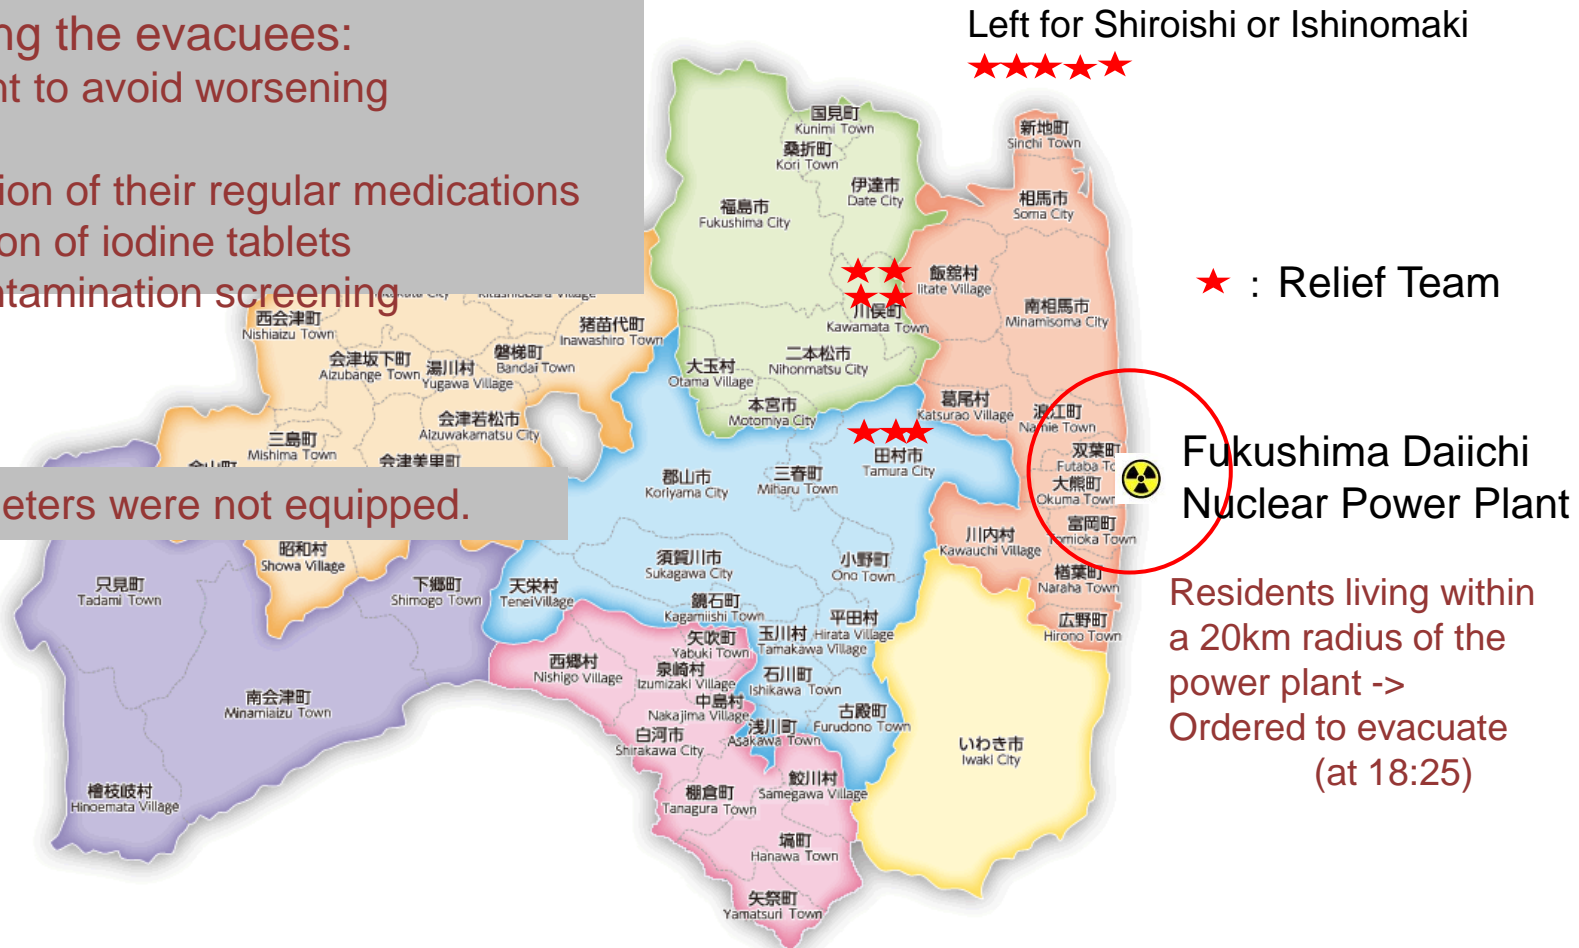 ng the evacuees:
nt to avoid worsening
ion of their regular medications
on of iodine tablets
ntamination screening
eters were not equipped.
Left for Shiroishi or Ishinomaki
★★★★★
★ : Relief Team
Fukushima Daiichi
Nuclear Power Plant
Residents living within
a 20km radius of the
power plant ->
Ordered to evacuate
(at 18:25)
国見町
Kunimi Town
桑折町
Kori Town
伊達市
Date City
福島市
Fukushima City
川俣町
Kawamata Town
二本松市
Nihonmatsu City
大玉村
Otama Village
本宮市
Motomiya City
新地町
Sinchi Town
相馬市
Soma City
飯舘村
Iitate Village
南相馬市
Minamisoma City
葛尾村
Katsurao Village
浪江町
Namie Town
双葉町
Futaba To
大熊町
Okuma Town
富岡町
Tomioka Town
川内村
Kawauchi Village
楢葉町
Naraha Town
広野町
Hirono Town
いわき市
Iwaki City
西会津町
Nishiaizu Town
猪苗代町
Inawashiro Town
磐梯町
Bandai Town
会津坂下町
Aizubange Town
湯川村
Yugawa Village
会津若松市
Aizuwakamatsu City
三島町
Mishima Town
会津美里町
昭和村
Showa Village
只見町
Tadami Town
下郷町
Shimogo Town
南会津町
Minamiaizu Town
檜枝岐村
Hinoemata Village
田村市
Tamura City
郡山市
Koriyama City
三春町
Miharu Town
須賀川市
Sukagawa City
小野町
Ono Town
天栄村
TeneiVillage
鏡石町
Kagamiishi Town
平田村
Hirata Village
玉川村
Tamakawa Village
石川町
Ishikawa Town
古殿町
Furudono Town
浅川町
Asakawa Town
矢吹町
Yabuki Town
西郷村
Nishigo Village
泉崎村
Izumizaki Village
中島村
Nakajima Village
白河市
Shirakawa City
棚倉町
Tanagura Town
鮫川村
Samegawa Village
塙町
Hanawa Town
矢祭町
Yamatsuri Town